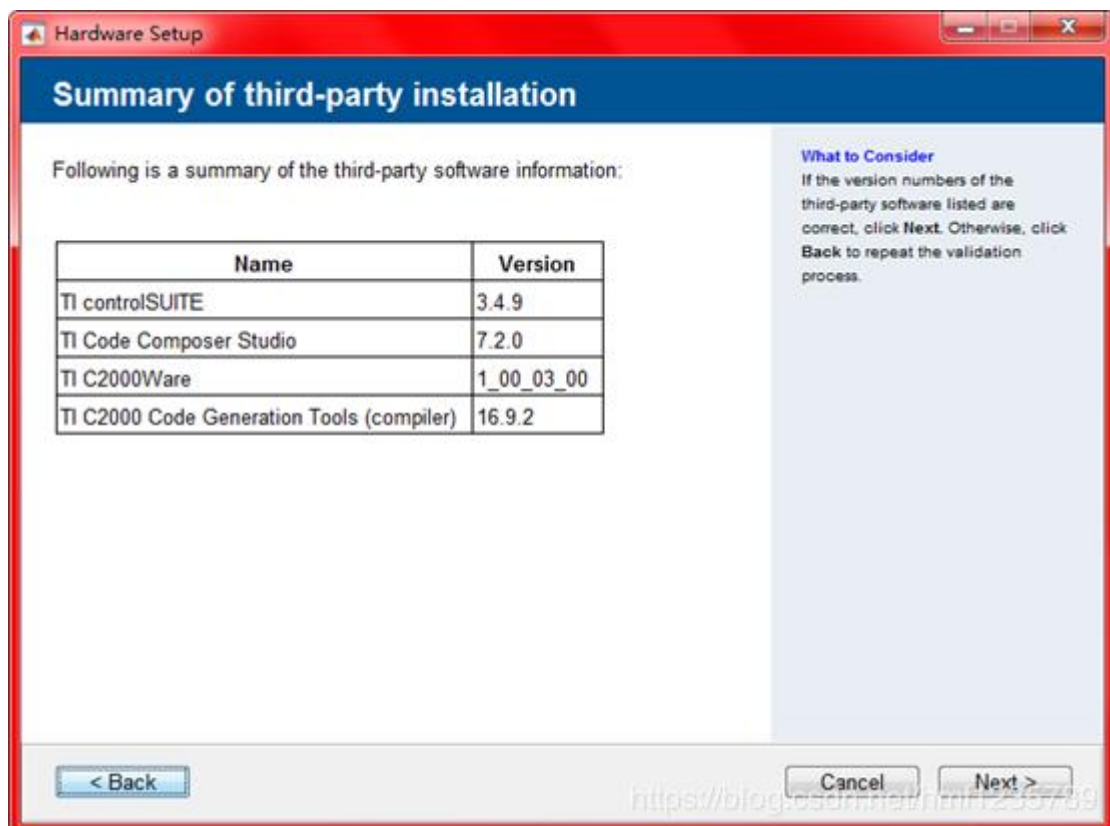 Hardware Setup
Summary of third-party installation
Following is a summary of the third-party software information:
Name Version
TI controlSUITE 3.4.9
TI Code Composer Studio 7.2.0
TI C2000Ware 1_00_03_00
TI C2000 Code Generation Tools (compiler) 16.9.2
What to Consider
If the version numbers of the
third-party software listed are
correct, click Next. Otherwise, click
Back to repeat the validation
process.
< Back Cancel Next >